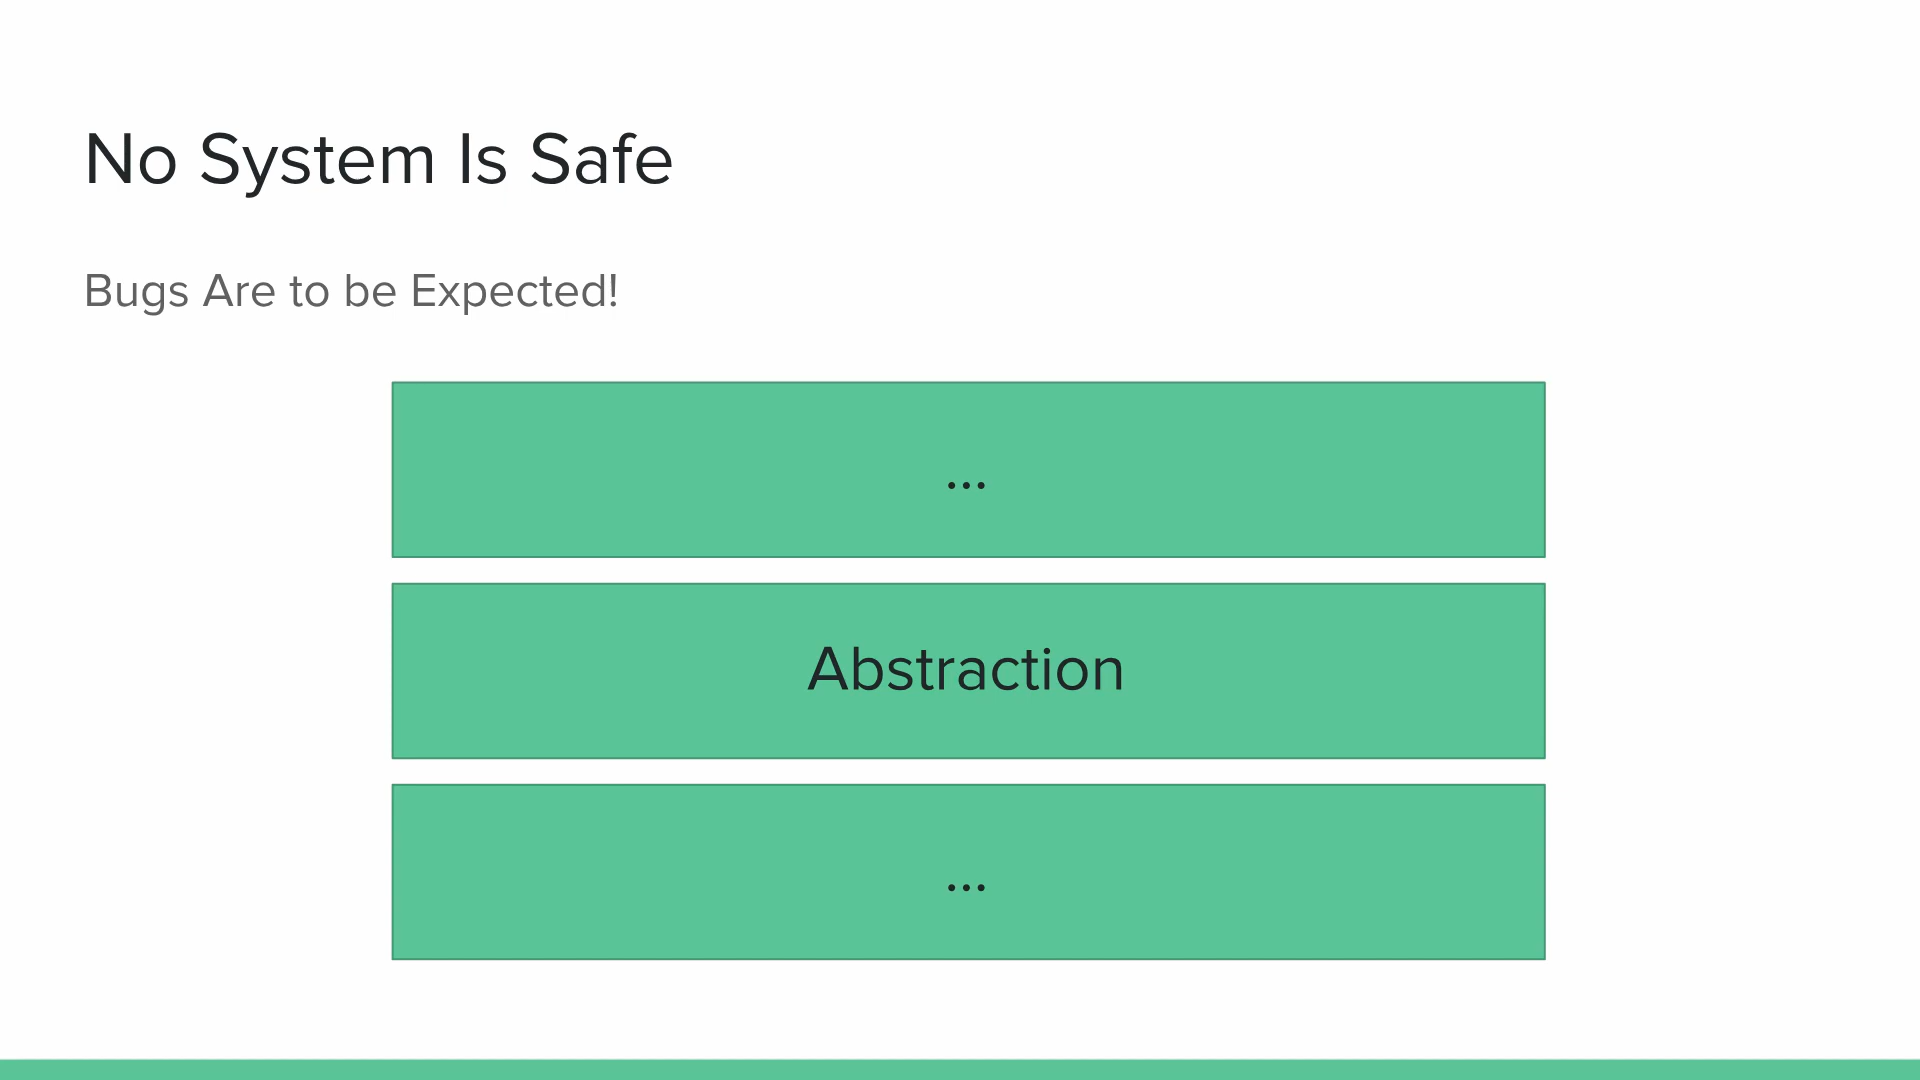 No System Is Safe
Bugs Are to be Expected!
...
Abstraction
...